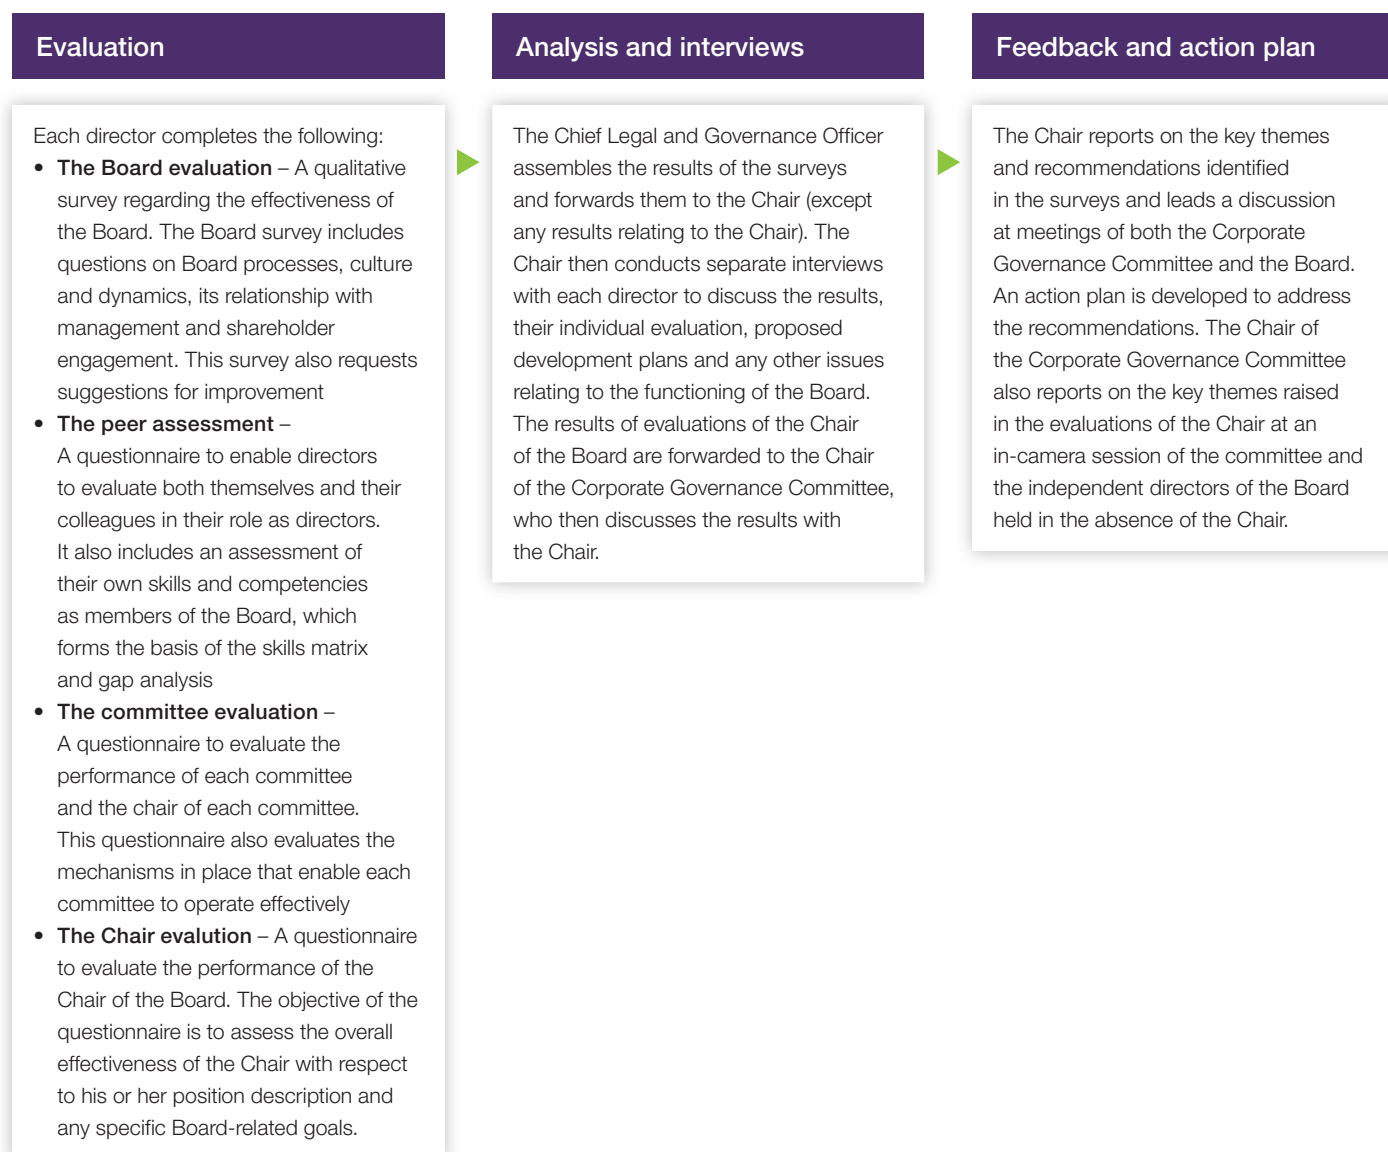 Evaluation
Each director completes the following:
• The Board evaluation – A qualitative
survey regarding the effectiveness of
the Board. The Board survey includes
questions on Board processes, culture
and dynamics, its relationship with
management and shareholder
engagement. This survey also requests
suggestions for improvement
• The peer assessment –
A questionnaire to enable directors
to evaluate both themselves and their
colleagues in their role as directors.
It also includes an assessment of
their own skills and competencies
as members of the Board, which
forms the basis of the skills matrix
and gap analysis
• The committee evaluation –
A questionnaire to evaluate the
performance of each committee
and the chair of each committee.
This questionnaire also evaluates the
mechanisms in place that enable each
committee to operate effectively
• The Chair evalution – A questionnaire
to evaluate the performance of the
Chair of the Board. The objective of the
questionnaire is to assess the overall
effectiveness of the Chair with respect
to his or her position description and
any specific Board-related goals.
Analysis and interviews
The Chief Legal and Governance Officer
assembles the results of the surveys
and forwards them to the Chair (except
any results relating to the Chair). The
Chair then conducts separate interviews
with each director to discuss the results,
their individual evaluation, proposed
development plans and any other issues
relating to the functioning of the Board.
The results of evaluations of the Chair
of the Board are forwarded to the Chair
of the Corporate Governance Committee,
who then discusses the results with
the Chair.
Feedback and action plan
The Chair reports on the key themes
and recommendations identified
in the surveys and leads a discussion
at meetings of both the Corporate
Governance Committee and the Board.
An action plan is developed to address
the recommendations. The Chair of
the Corporate Governance Committee
also reports on the key themes raised
in the evaluations of the Chair at an
in-camera session of the committee and
the independent directors of the Board
held in the absence of the Chair.